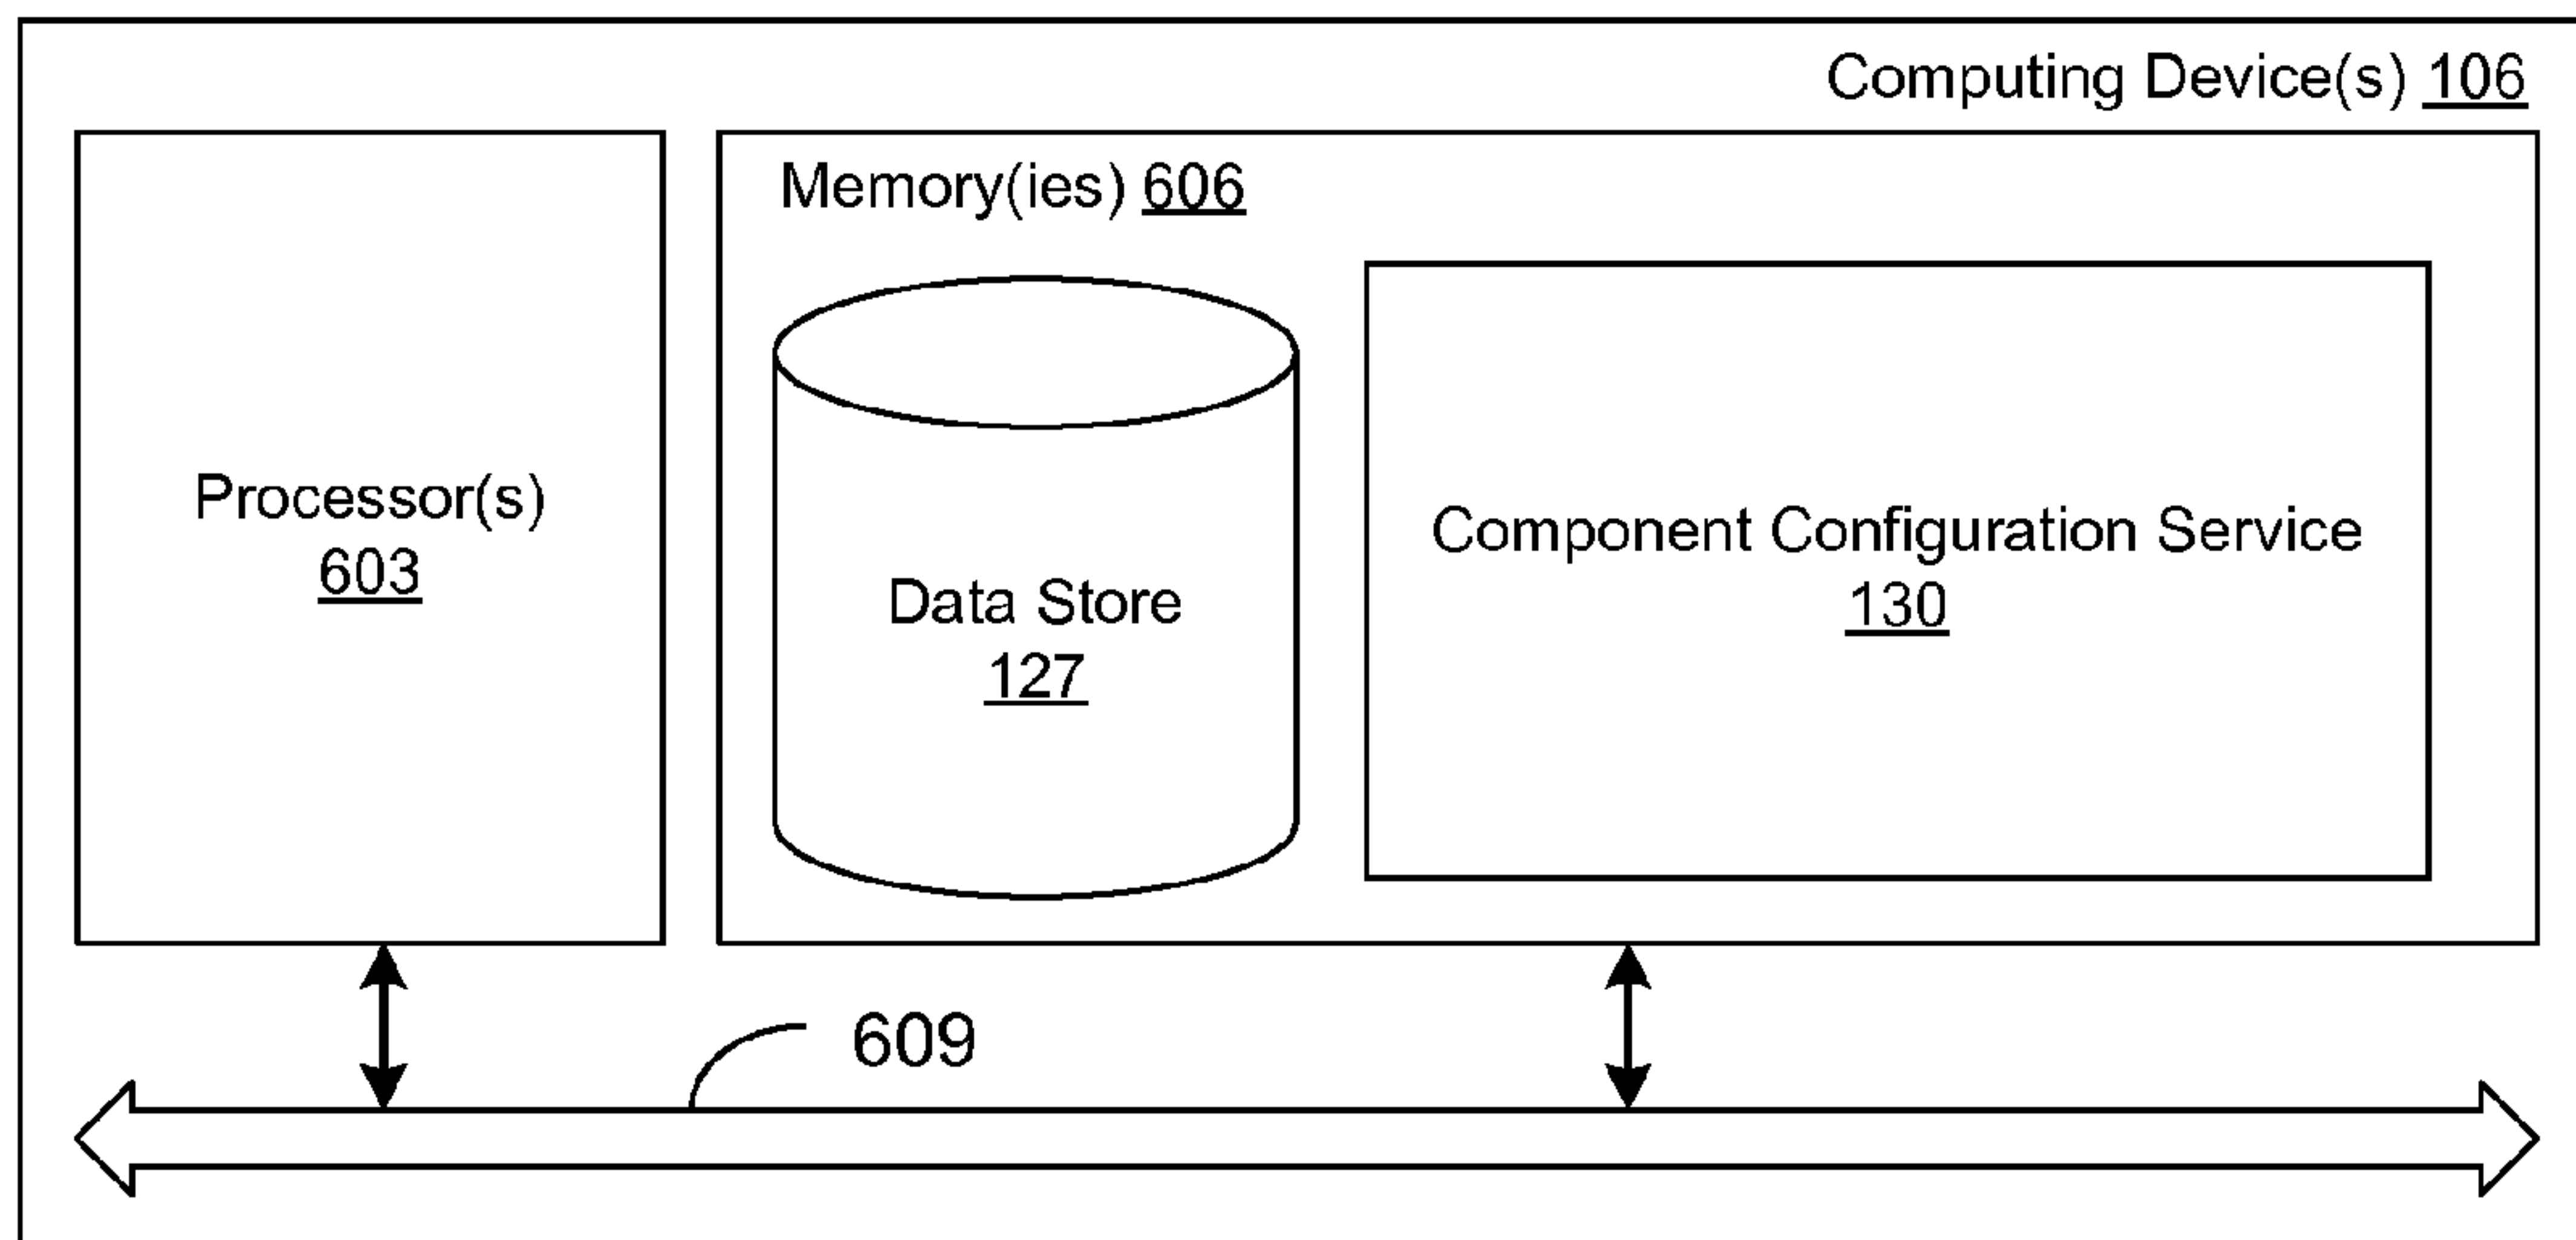 Computing Device(s) 106
Memory(ies) 606
Processor(s)
603
Data Store
127
Component Configuration Service
130
609